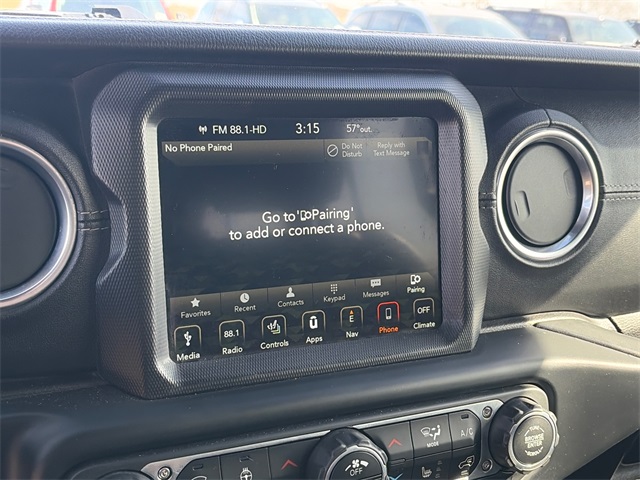 FM 88.1-HD 3:15 57°out.
No Phone Paired
Do Not
Disturb
Reply with
Text Message
Go to 'Pairing'
to add or connect a phone.
Favorites Recent Contacts Keypad Messages Pairing
88.1 E OFF
Media Radio Controls Apps Nav Phone Climate
MODE A/C
OFF
BROWSE
ENTER